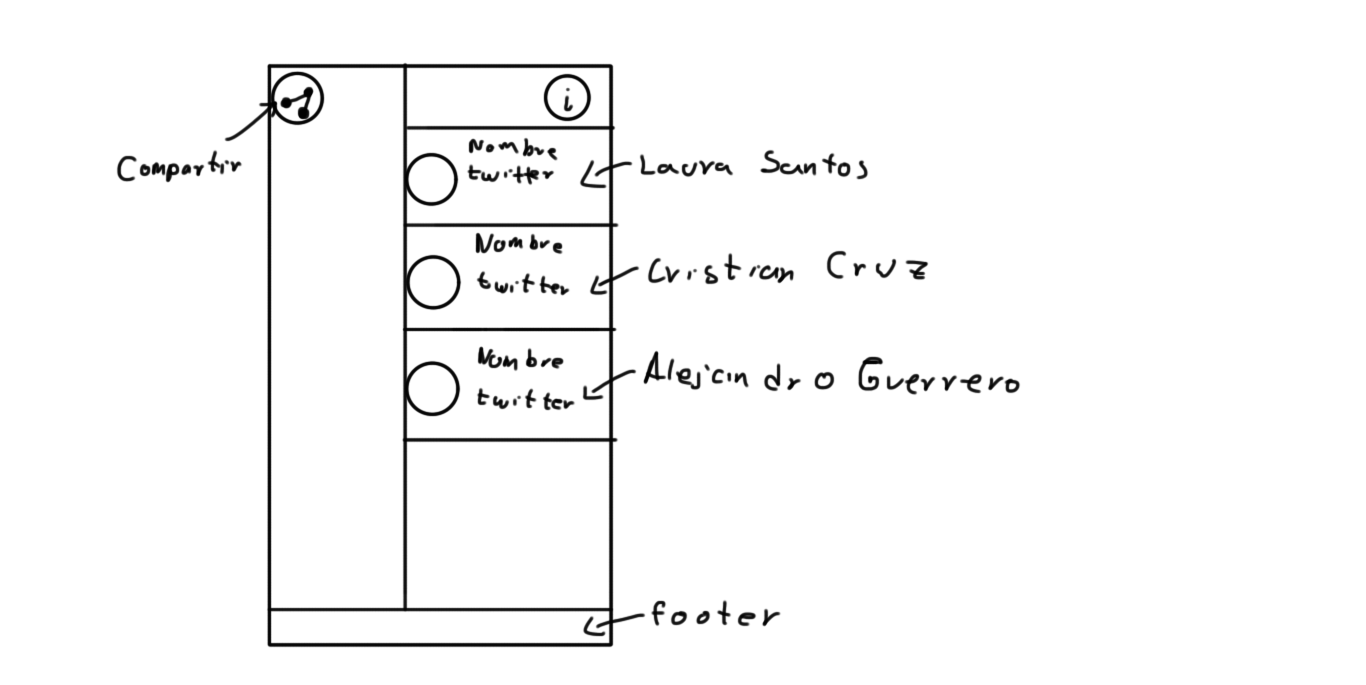 i
Compartir
Nombre
twitter
Laura Santos
Nombre
twitter
Cristian Cruz
Nombre
twitter
Alejandro Guerrero
footer